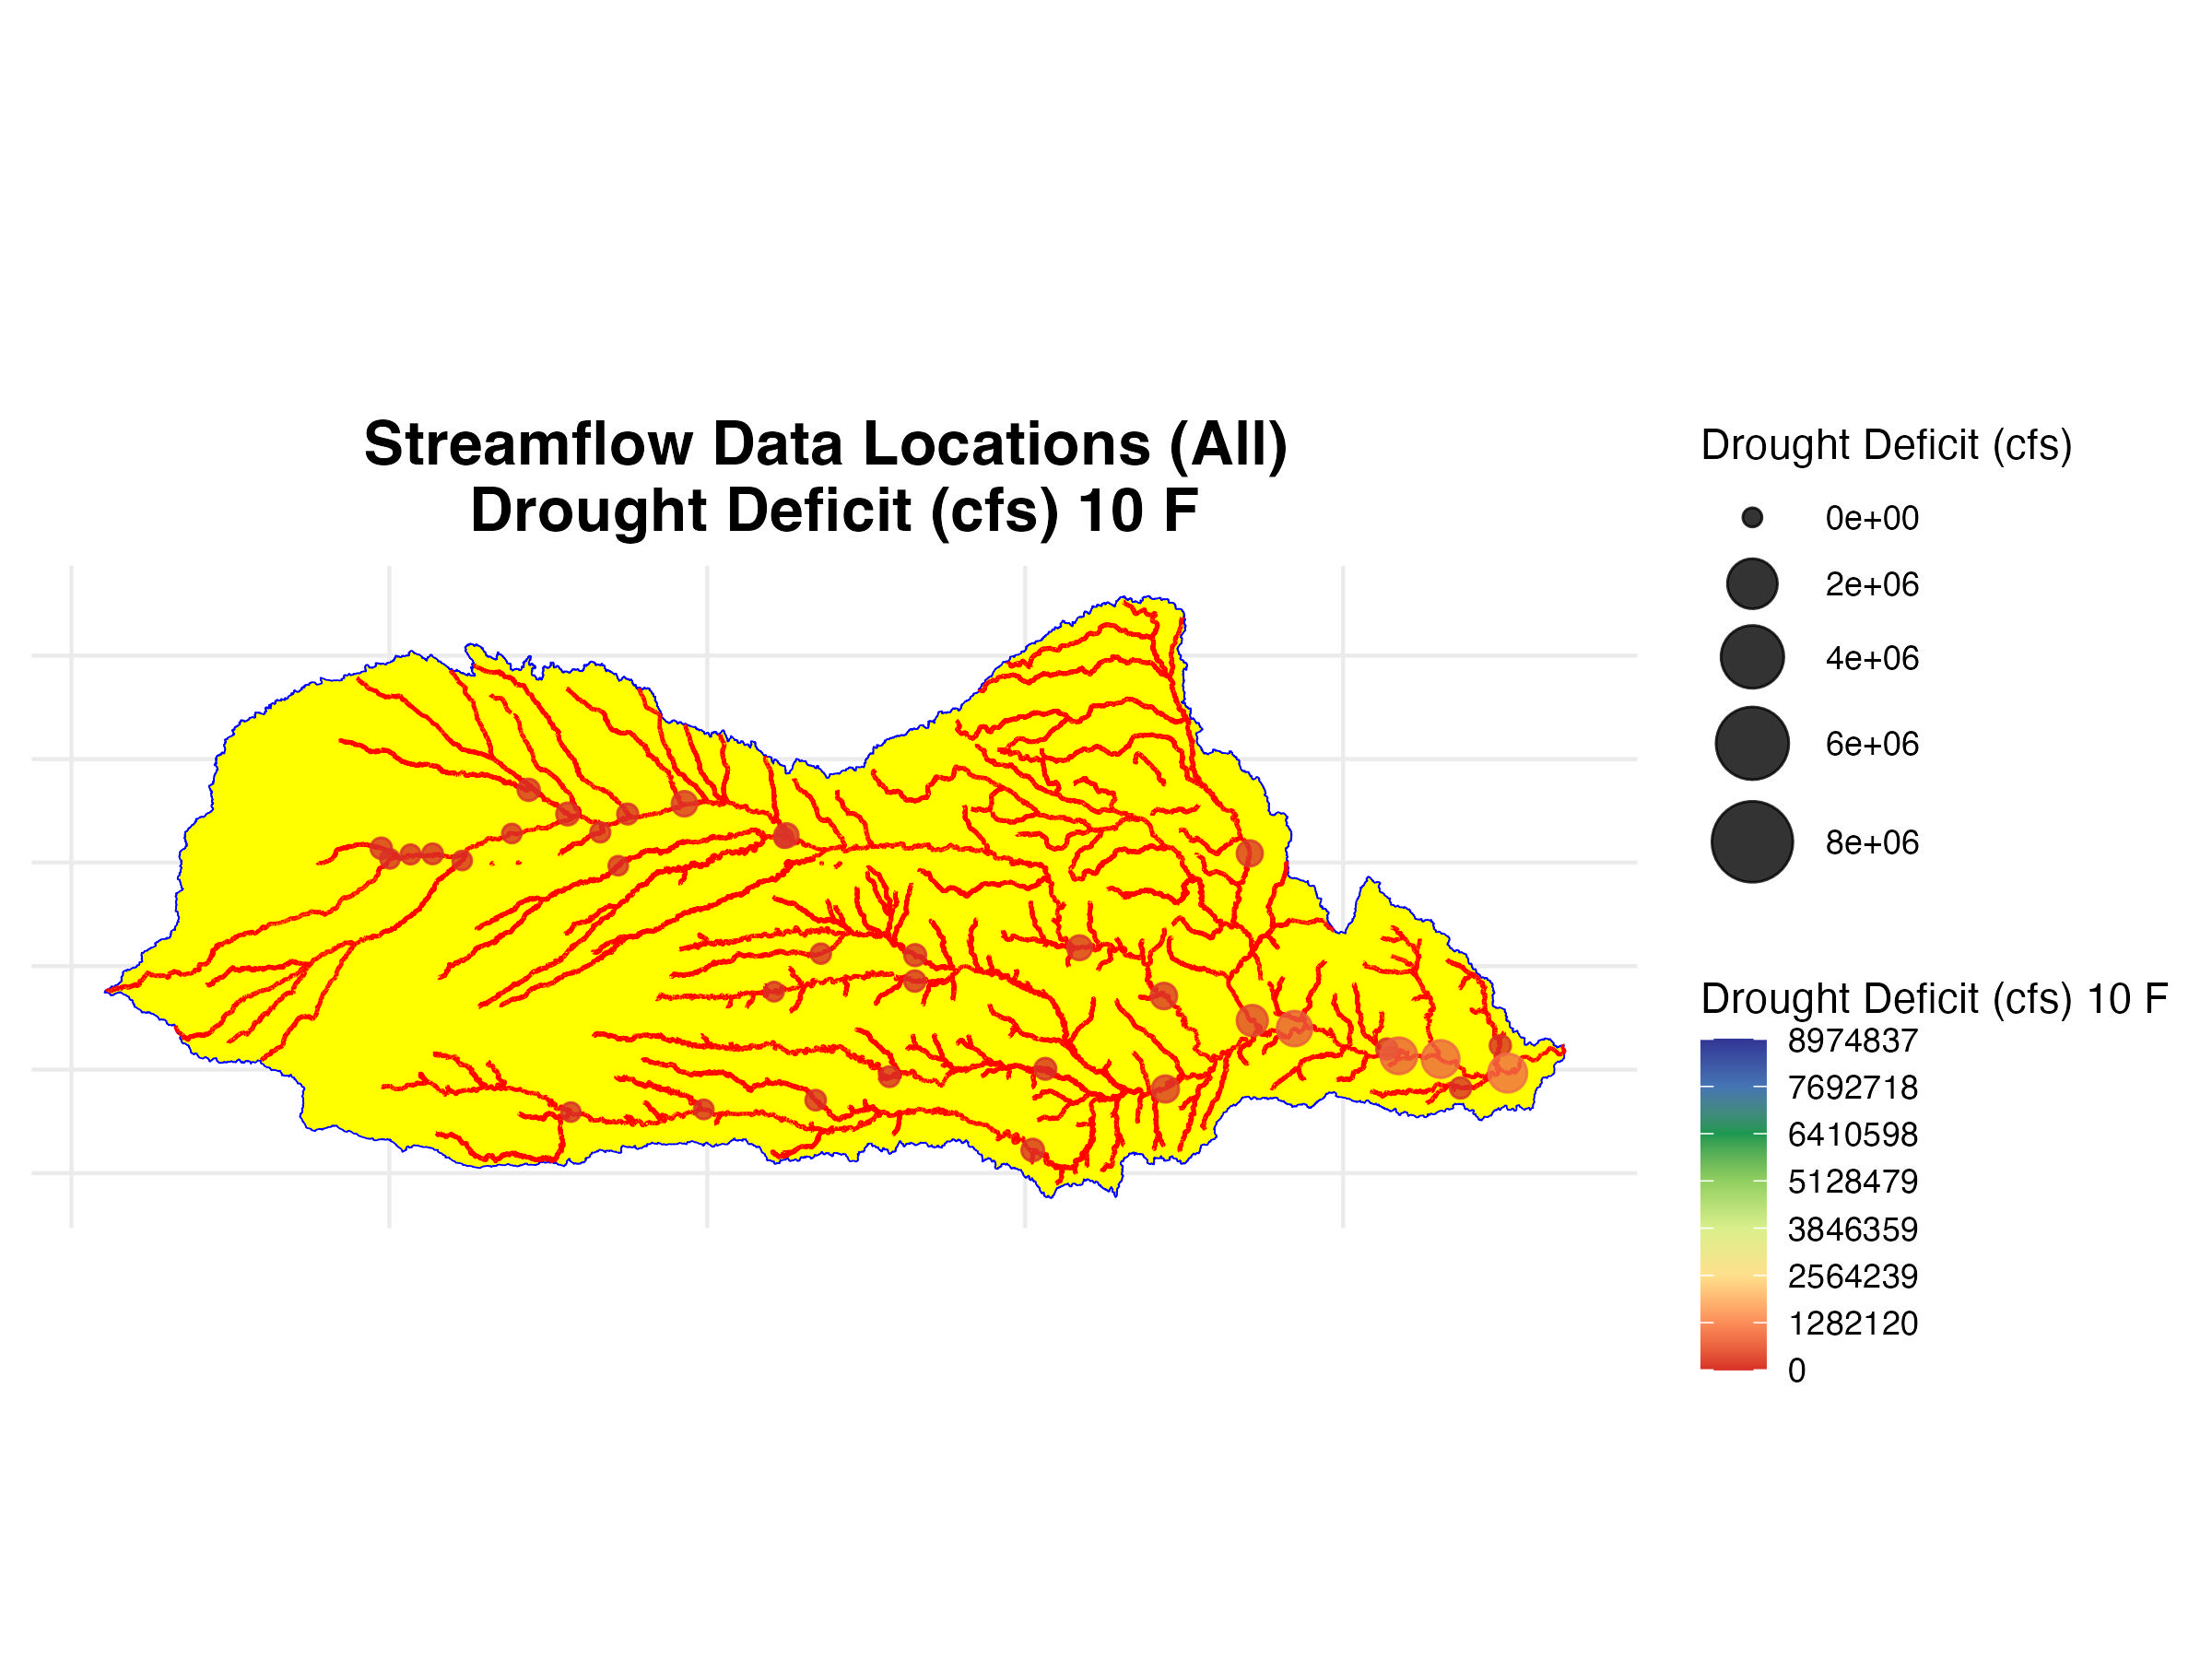 Streamflow Data Locations (All)
Drought Deficit (cfs) 10 F
Drought Deficit (cfs)
0e+00
2e+06
4e+06
6e+06
8e+06
Drought Deficit (cfs) 10 F
8974837
7692718
6410598
5128479
3846359
2564239
1282120
0